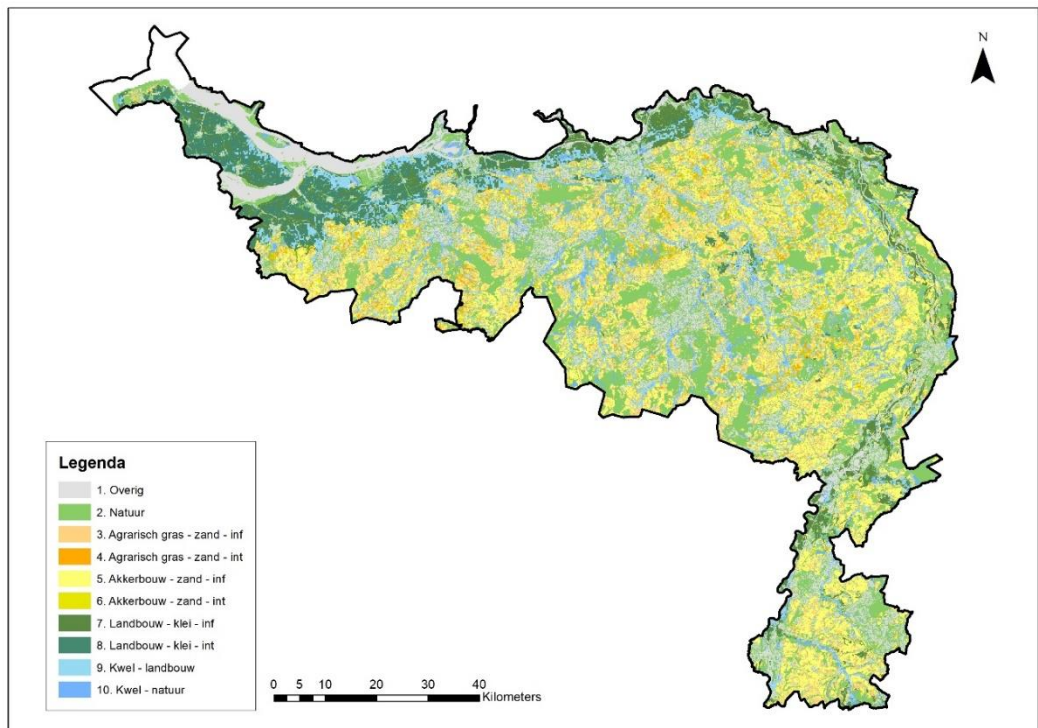 N
Legenda
1. Overig
2. Natuur
3. Agrarisch gras - zand - inf
4. Agrarisch gras - zand - int
5. Akkerbouw - zand - inf
6. Akkerbouw - zand - int
7. Landbouw - klei - inf
8. Landbouw - klei - int
9. Kwel - landbouw
10. Kwel - natuur
0 5 10 20 30 40
Kilometers